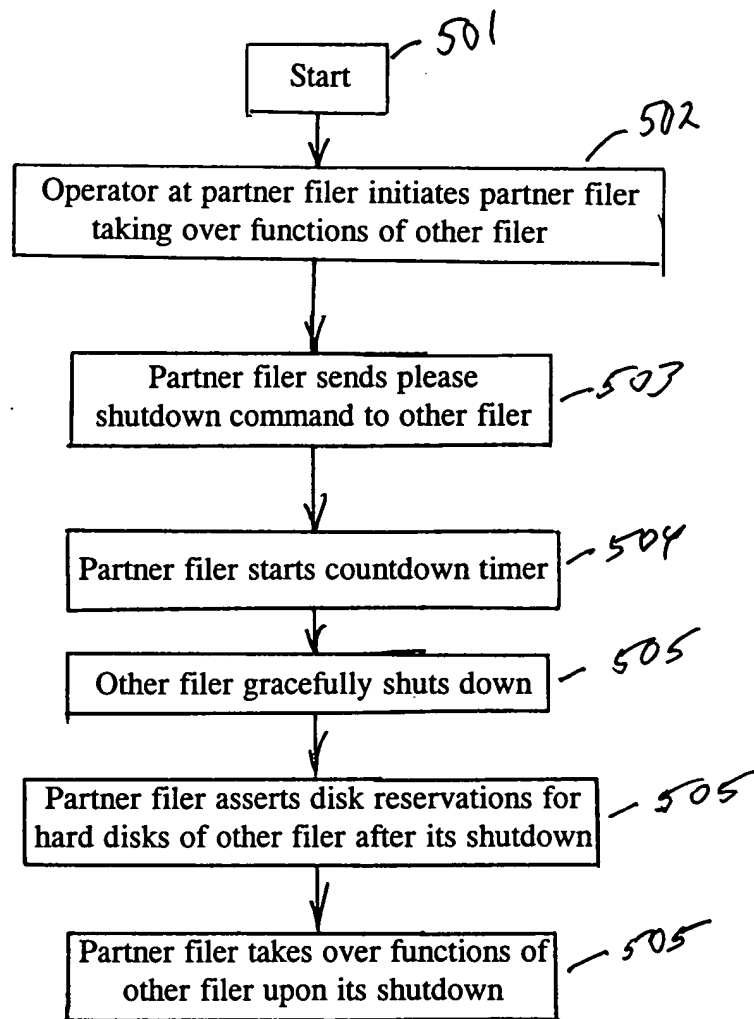 501
Start
502
Operator at partner filer initiates partner filer
taking over functions of other filer
Partner filer sends please
shutdown command to other filer
503
Partner filer starts countdown timer
504
Other filer gracefully shuts down
505
Partner filer asserts disk reservations for
hard disks of other filer after its shutdown
505
Partner filer takes over functions of
other filer upon its shutdown
505